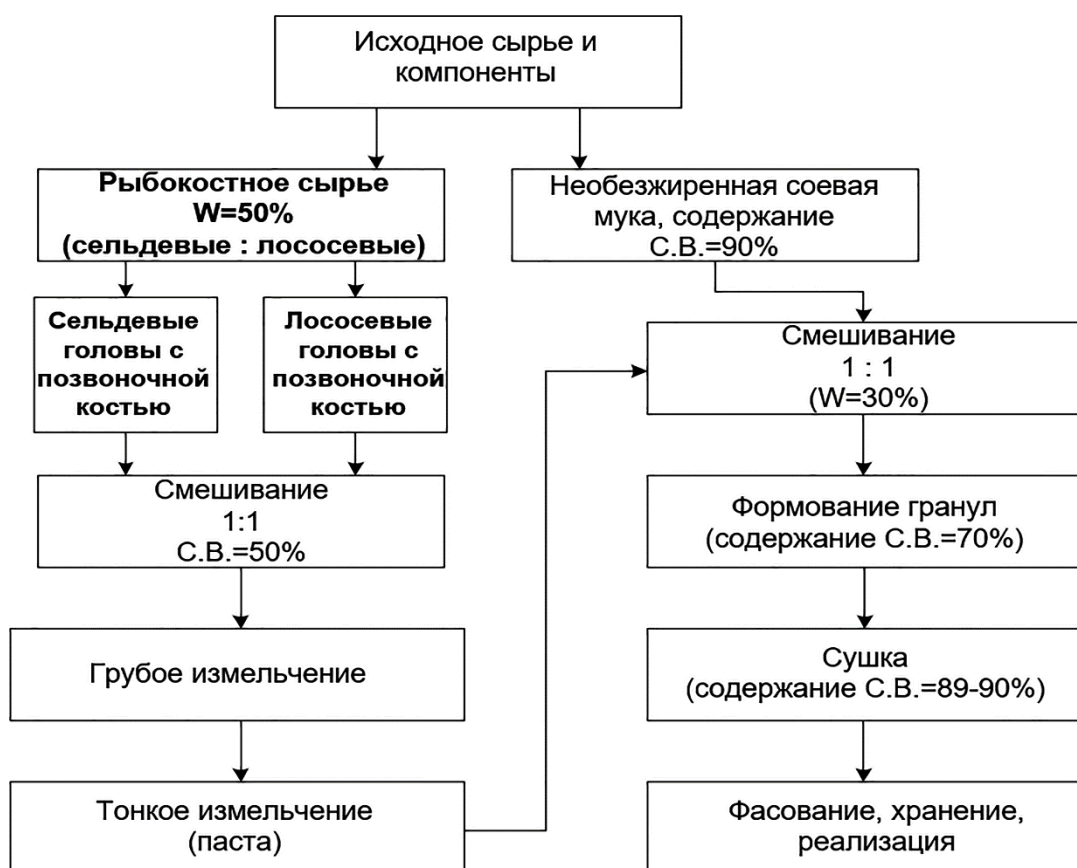 Исходное сырье и
компоненты
Рыбокостное сырье
W=50%
(сельдевые : лососевые)
Необезжиренная соевая
мука, содержание
С.В.=90%
Сельдевые
головы с
позвоночной
костью
Лососевые
головы с
позвоночной
костью
Смешивание
1 : 1
(W=30%)
Смешивание
1:1
С.В.=50%
Формование гранул
(содержание С.В.=70%)
Грубое измельчение
Сушка
(содержание С.В.=89-90%)
Тонкое измельчение
(паста)
Фасование, хранение,
реализация